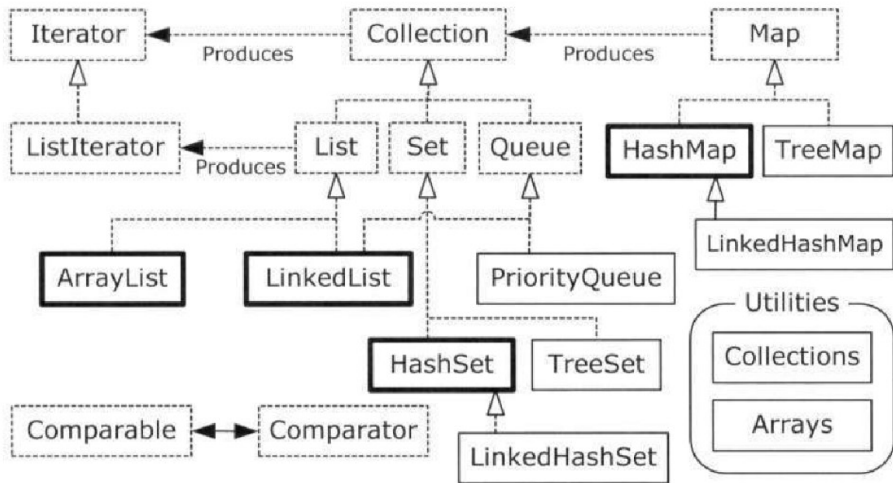 Iterator
Collection
Map
Produces
Produces
ListIterator
Produces
List
Set
Queue
HashMap
TreeMap
LinkedHashMap
ArrayList
LinkedList
PriorityQueue
Utilities
Collections
Arrays
HashSet
TreeSet
Comparable
Comparator
LinkedHashSet